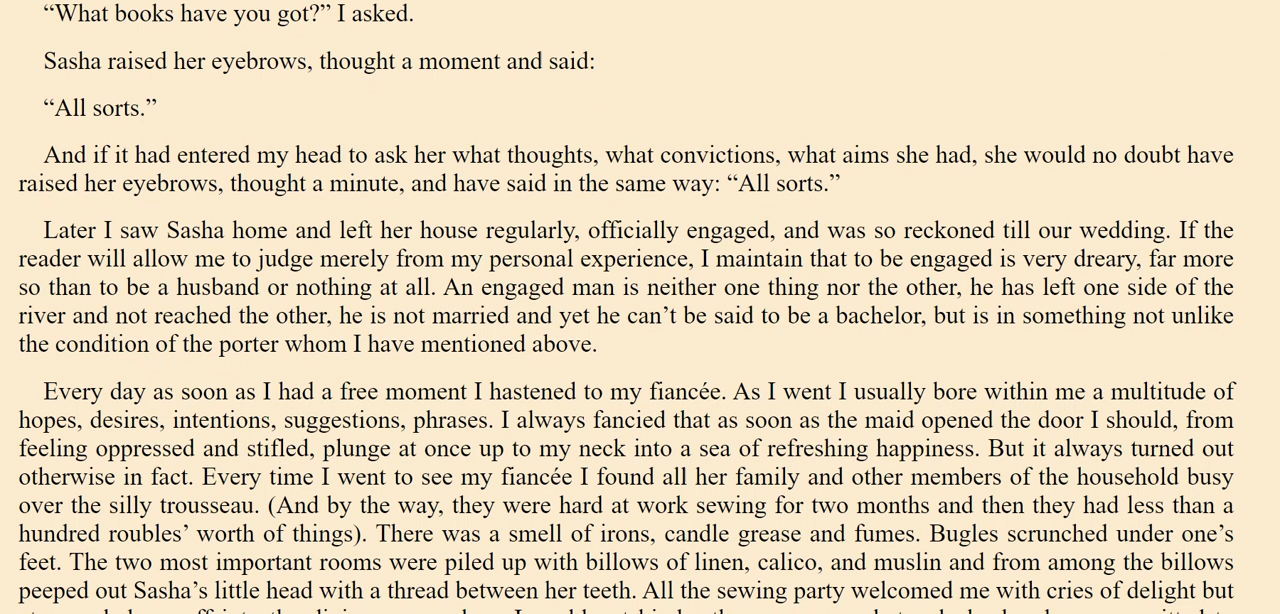 “What books have you got?” I asked.
Sasha raised her eyebrows, thought a moment and said:
“All sorts.”
And if it had entered my head to ask her what thoughts, what convictions, what aims she had, she would no doubt have
raised her eyebrows, thought a minute, and have said in the same way: “All sorts.”
Later I saw Sasha home and left her house regularly, officially engaged, and was so reckoned till our wedding. If the
reader will allow me to judge merely from my personal experience, I maintain that to be engaged is very dreary, far more
so than to be a husband or nothing at all. An engaged man is neither one thing nor the other, he has left one side of the
river and not reached the other, he is not married and yet he can’t be said to be a bachelor, but is in something not unlike
the condition of the porter whom I have mentioned above.
Every day as soon as I had a free moment I hastened to my fiancée. As I went I usually bore within me a multitude of
hopes, desires, intentions, suggestions, phrases. I always fancied that as soon as the maid opened the door I should, from
feeling oppressed and stifled, plunge at once up to my neck into a sea of refreshing happiness. But it always turned out
otherwise in fact. Every time I went to see my fiancée I found all her family and other members of the household busy
over the silly trousseau. (And by the way, they were hard at work sewing for two months and then they had less than a
hundred roubles’ worth of things). There was a smell of irons, candle grease and fumes. Bugles scrunched under one’s
feet. The two most important rooms were piled up with billows of linen, calico, and muslin and from among the billows
peeped out Sasha’s little head with a thread between her teeth. All the sewing party welcomed me with cries of delight but